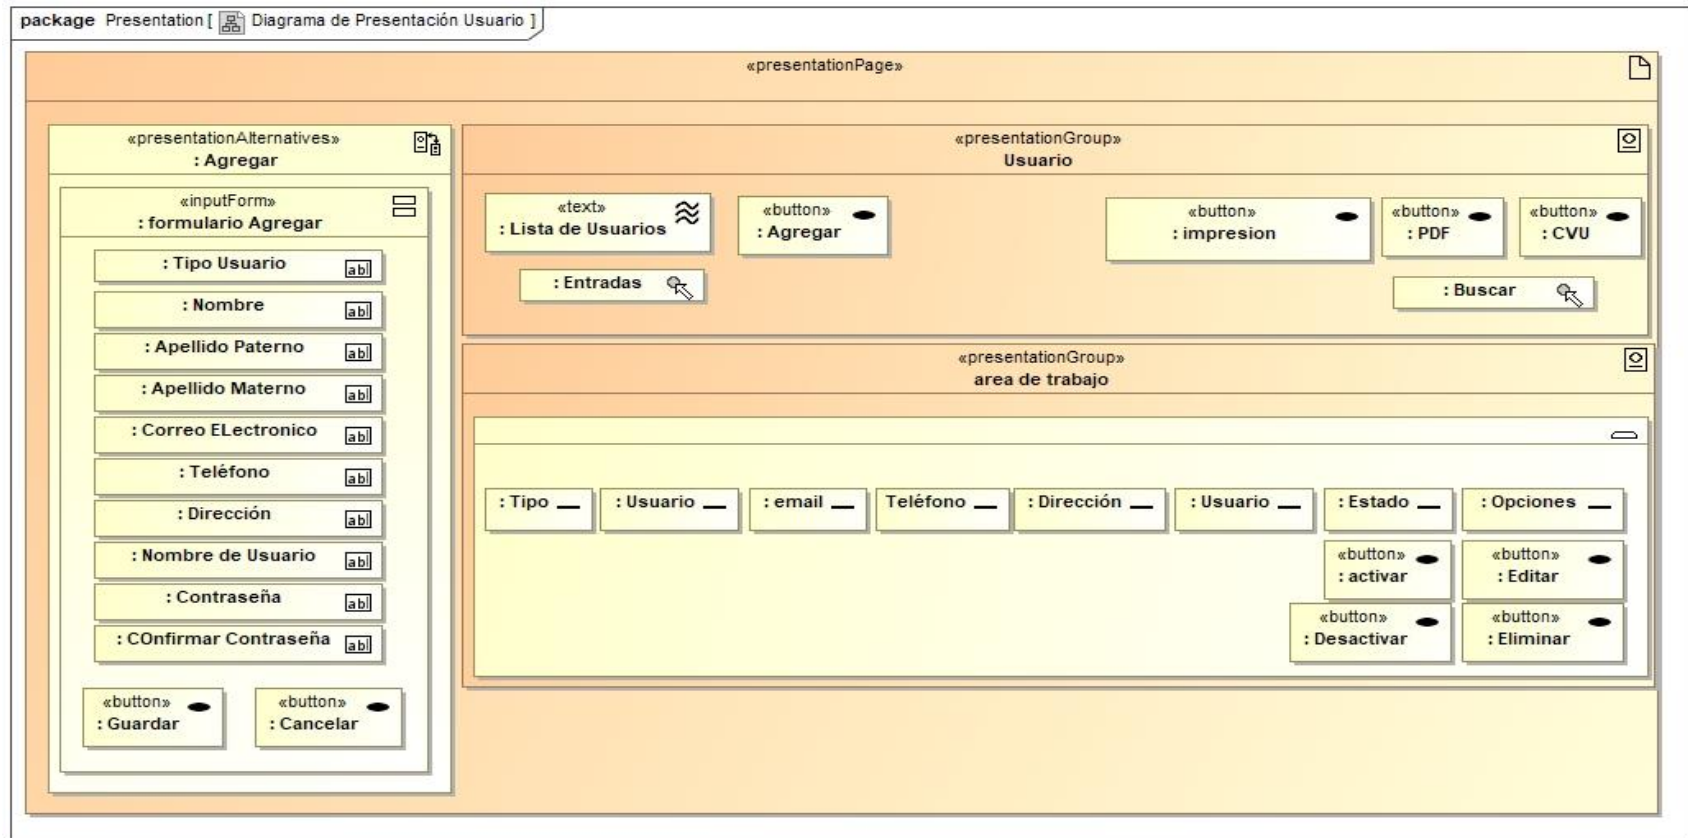 package Presentation [ Diagrama de Presentación Usuario ]
«presentationPage»
«presentationAlternatives»
: Agregar
«inputForm»
: formulario Agregar
: Tipo Usuario
: Nombre
: Apellido Paterno
: Apellido Materno
: Correo ELectronico
: Teléfono
: Dirección
: Nombre de Usuario
: Contraseña
: COnfirmar Contraseña
«button»
: Guardar
«button»
: Cancelar
«presentationGroup»
Usuario
«text»
: Lista de Usuarios
«button»
: Agregar
«button»
: impresion
«button»
: PDF
«button»
: CVU
: Entradas
: Buscar
«presentationGroup»
area de trabajo
: Tipo
: Usuario
: email
Teléfono
: Dirección
: Usuario
: Estado
: Opciones
«button»
: activar
«button»
: Editar
«button»
: Desactivar
«button»
: Eliminar